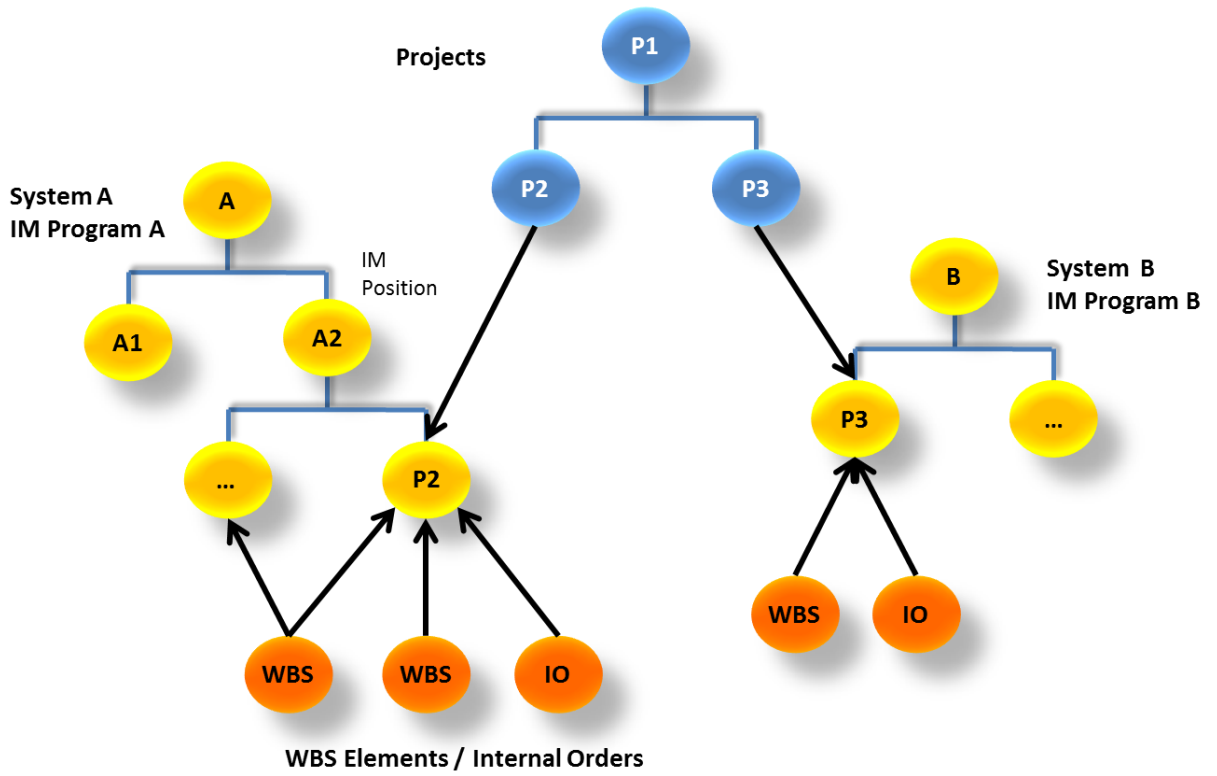 P1
Projects
P2
P3
System A
IM Program A
A
IM
Position
A1
A2
System B
IM Program B
B
...
P2
P3
...
WBS
WBS
IO
WBS
IO
WBS Elements / Internal Orders